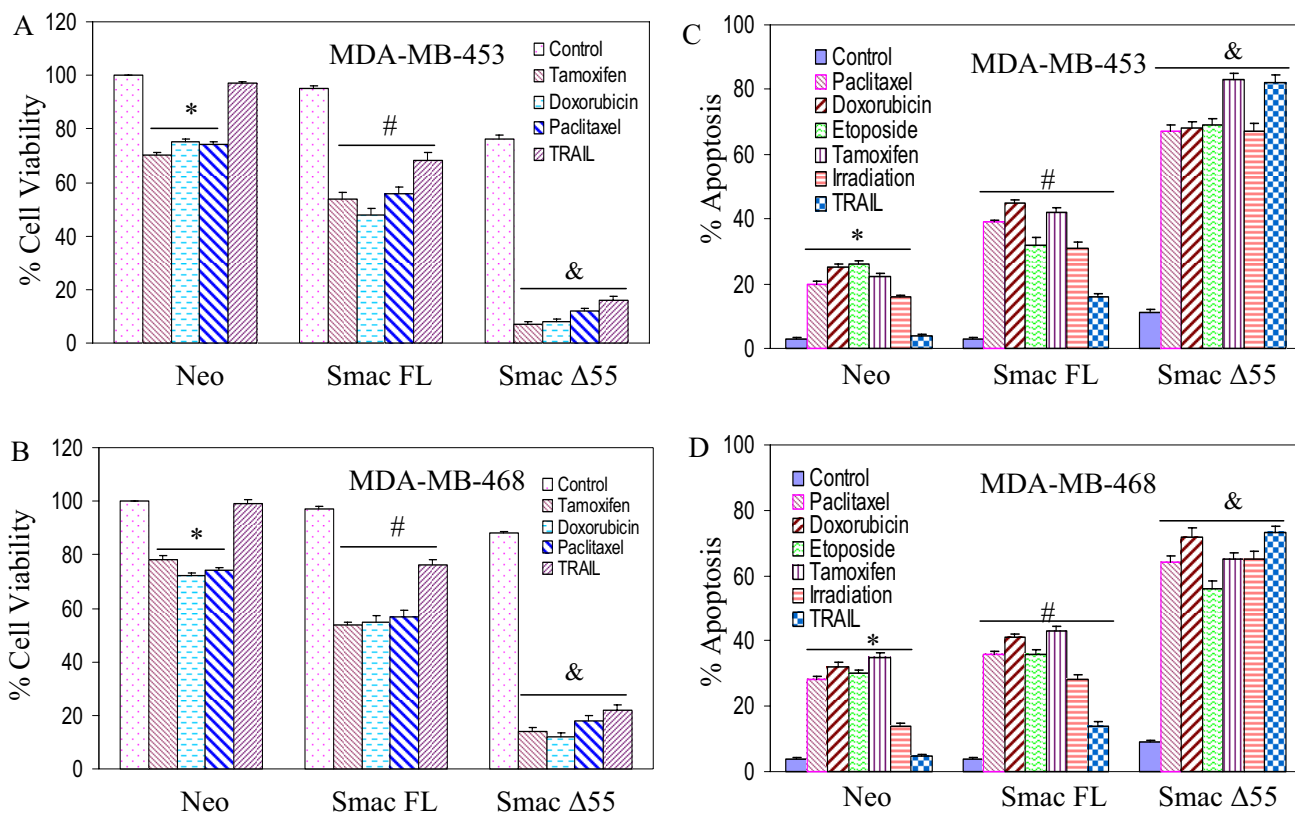 A
MDA-MB-453
% Cell Viability
120
100
80
60
40
20
0
Control
Tamoxifen
Doxorubicin
Paclitaxel
TRAIL
*
#
&
Neo
Smac FL
Smac Δ55
C
MDA-MB-453
% Apoptosis
100
80
60
40
20
0
Control
Paclitaxel
Doxorubicin
Etoposide
Tamoxifen
Irradiation
TRAIL
*
#
&
Neo
Smac FL
Smac Δ55
B
MDA-MB-468
% Cell Viability
120
100
80
60
40
20
0
Control
Tamoxifen
Doxorubicin
Paclitaxel
TRAIL
*
#
&
Neo
Smac FL
Smac Δ55
D
MDA-MB-468
% Apoptosis
100
80
60
40
20
0
Control
Paclitaxel
Doxorubicin
Etoposide
Tamoxifen
Irradiation
TRAIL
*
#
&
Neo
Smac FL
Smac Δ55